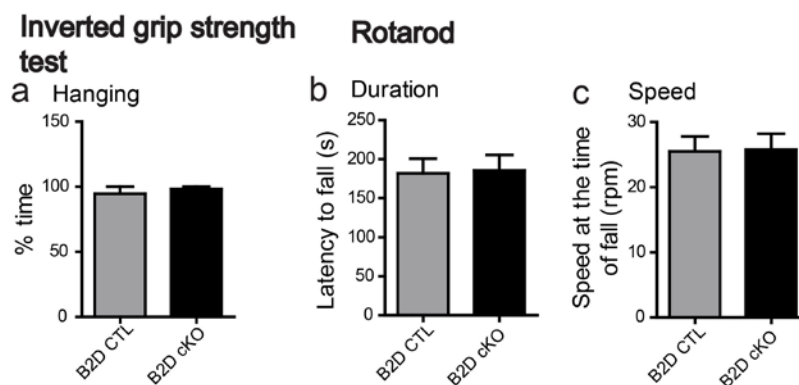 Inverted grip strength
test
Rotarod
a Hanging
% time
150
100
50
0
B2D CTL
B2D cKO
b Duration
Latency to fall (s)
250
200
150
100
50
0
B2D CTL
B2D cKO
c Speed
Speed at the time
of fall (rpm)
30
20
10
0
B2D CTL
B2D cKO